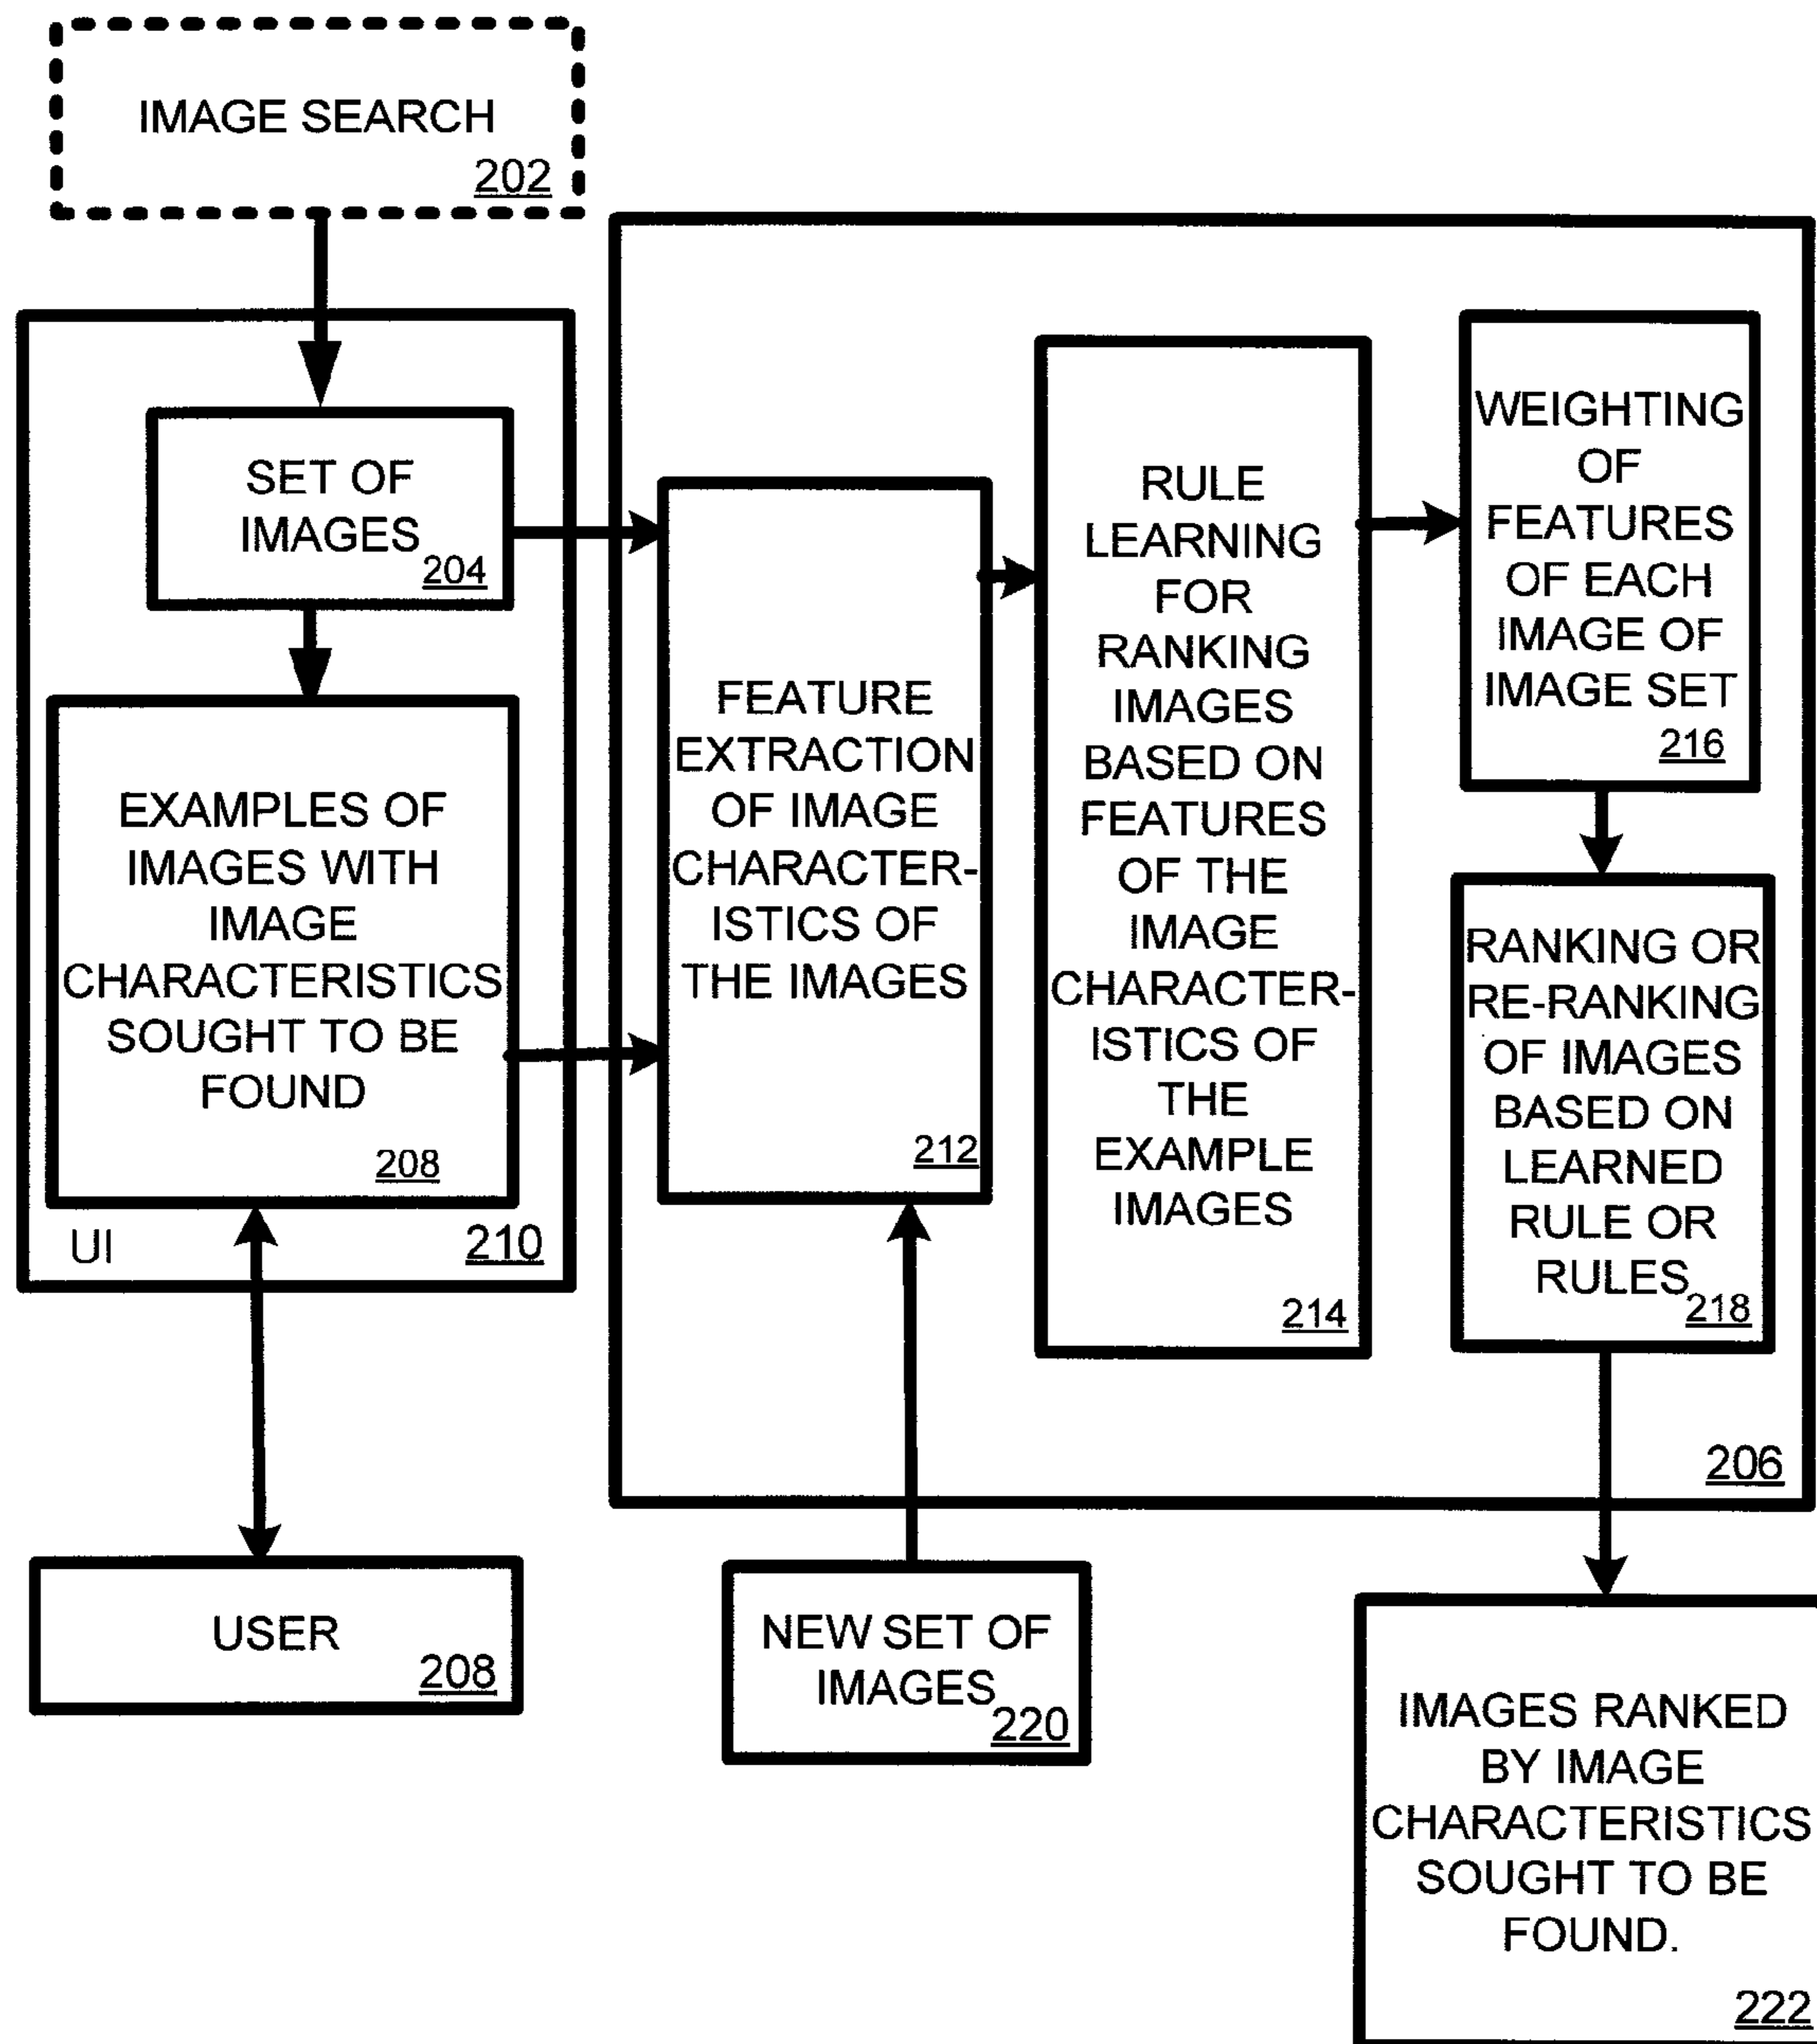 IMAGE SEARCH
202
SET OF
IMAGES
204
EXAMPLES OF
IMAGES WITH
IMAGE
CHARACTERISTICS
SOUGHT TO BE
FOUND
208
UI
210
USER
208
FEATURE
EXTRACTION
OF IMAGE
CHARACTER-
ISTICS OF
THE IMAGES
212
RULE
LEARNING
FOR
RANKING
IMAGES
BASED ON
FEATURES
OF THE
IMAGE
CHARACTER-
ISTICS OF
THE
EXAMPLE
IMAGES
214
WEIGHTING
OF
FEATURES
OF EACH
IMAGE OF
IMAGE SET
216
RANKING OR
RE-RANKING
OF IMAGES
BASED ON
LEARNED
RULE OR
RULES
218
206
NEW SET OF
IMAGES
220
IMAGES RANKED
BY IMAGE
CHARACTERISTICS
SOUGHT TO BE
FOUND.
222